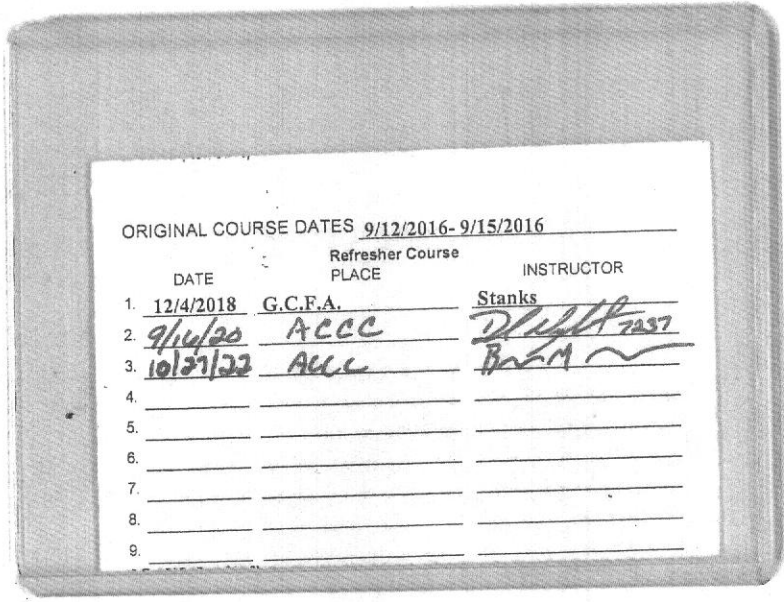 ORIGINAL COURSE DATES 9/12/2016- 9/15/2016
Refresher Course
DATE PLACE INSTRUCTOR
1. 12/4/2018 G.C.F.A. Stanks
2. 9/16/20 ACCC 7237
3. 10/27/22 ACCC
4.
5.
6.
7.
8.
9.